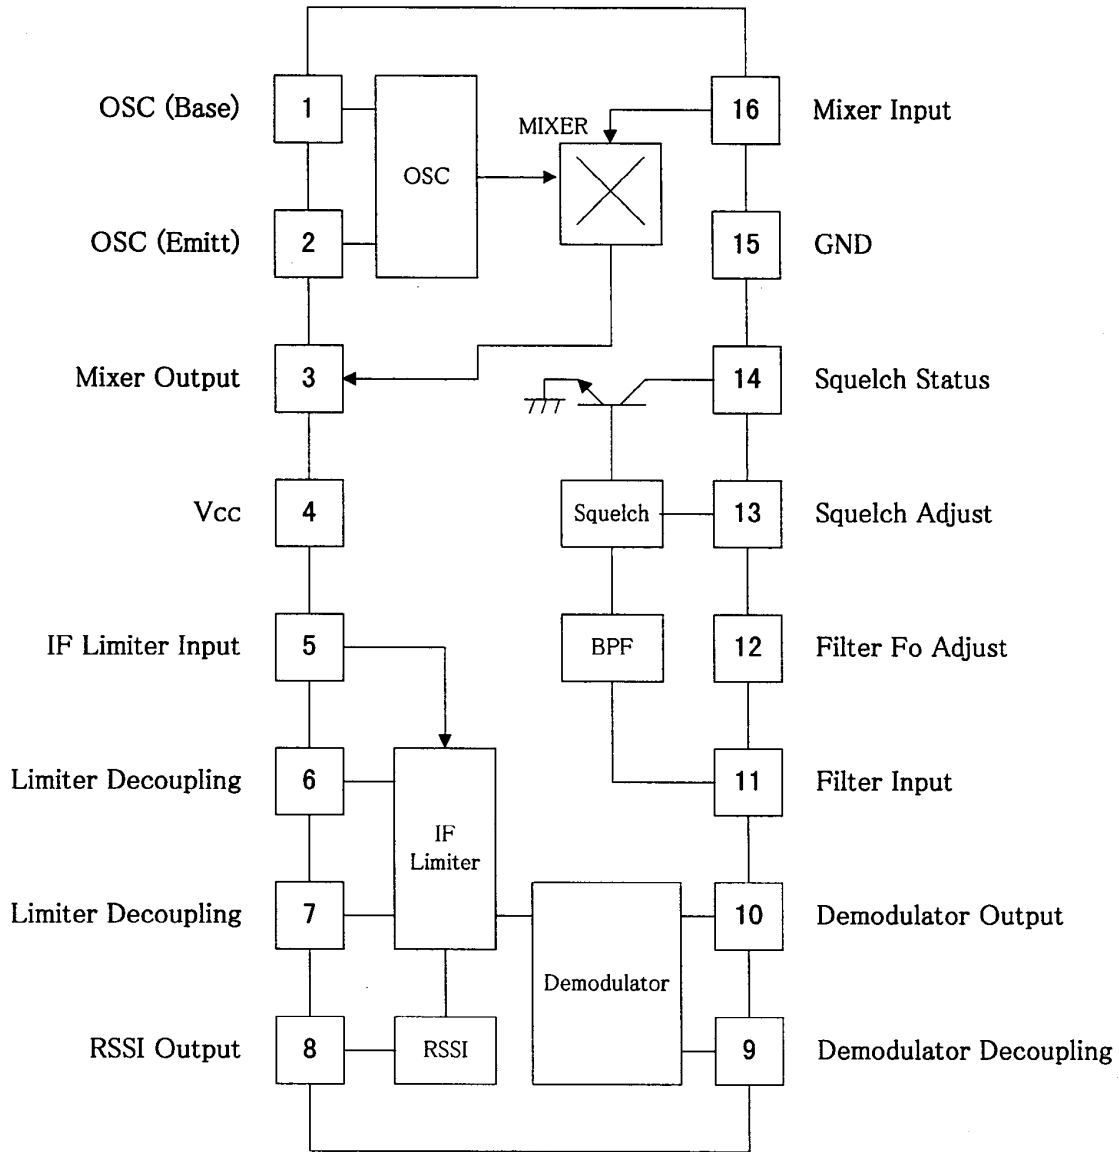 OSC (Base)
1
OSC
MIXER
16
Mixer Input
OSC (Emitt)
2
15
GND
Mixer Output
3
14
Squelch Status
Vcc
4
Squelch
13
Squelch Adjust
IF Limiter Input
5
BPF
12
Filter Fo Adjust
Limiter Decoupling
6
IF
Limiter
11
Filter Input
Limiter Decoupling
7
Demodulator
10
Demodulator Output
RSSI Output
8
RSSI
9
Demodulator Decoupling